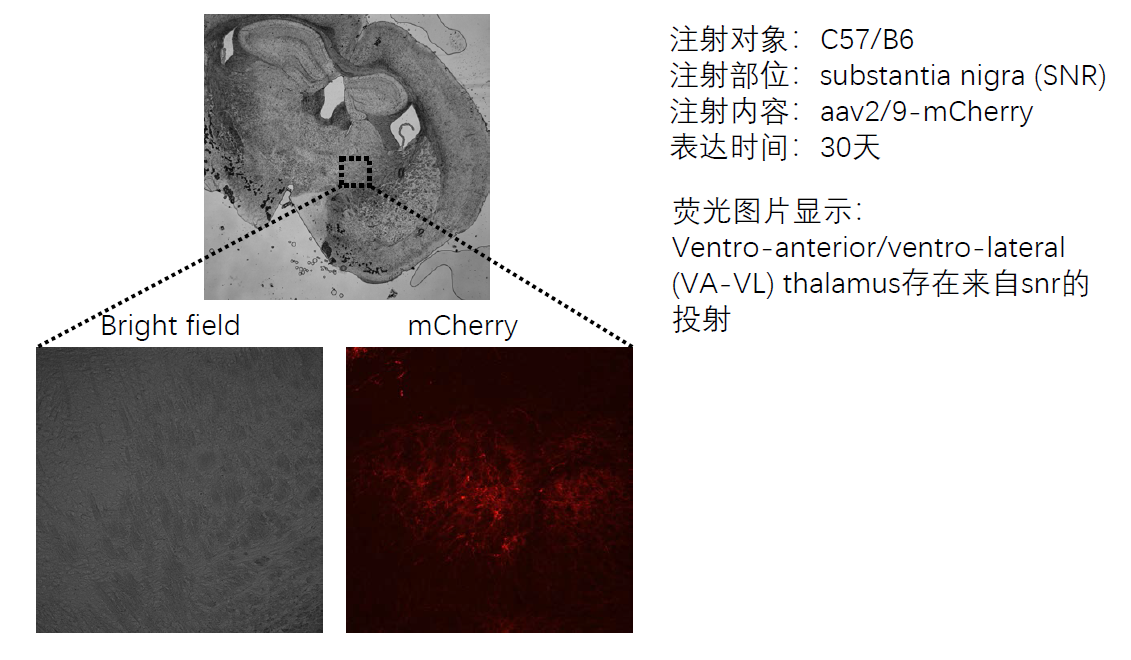 注射对象：C57/B6
注射部位：substantia nigra (SNR)
注射内容：aav2/9-mCherry
表达时间：30天
荧光图片显示：
Ventro-anterior/ventro-lateral
(VA-VL) thalamus存在来自snr的
投射
Bright field
mCherry